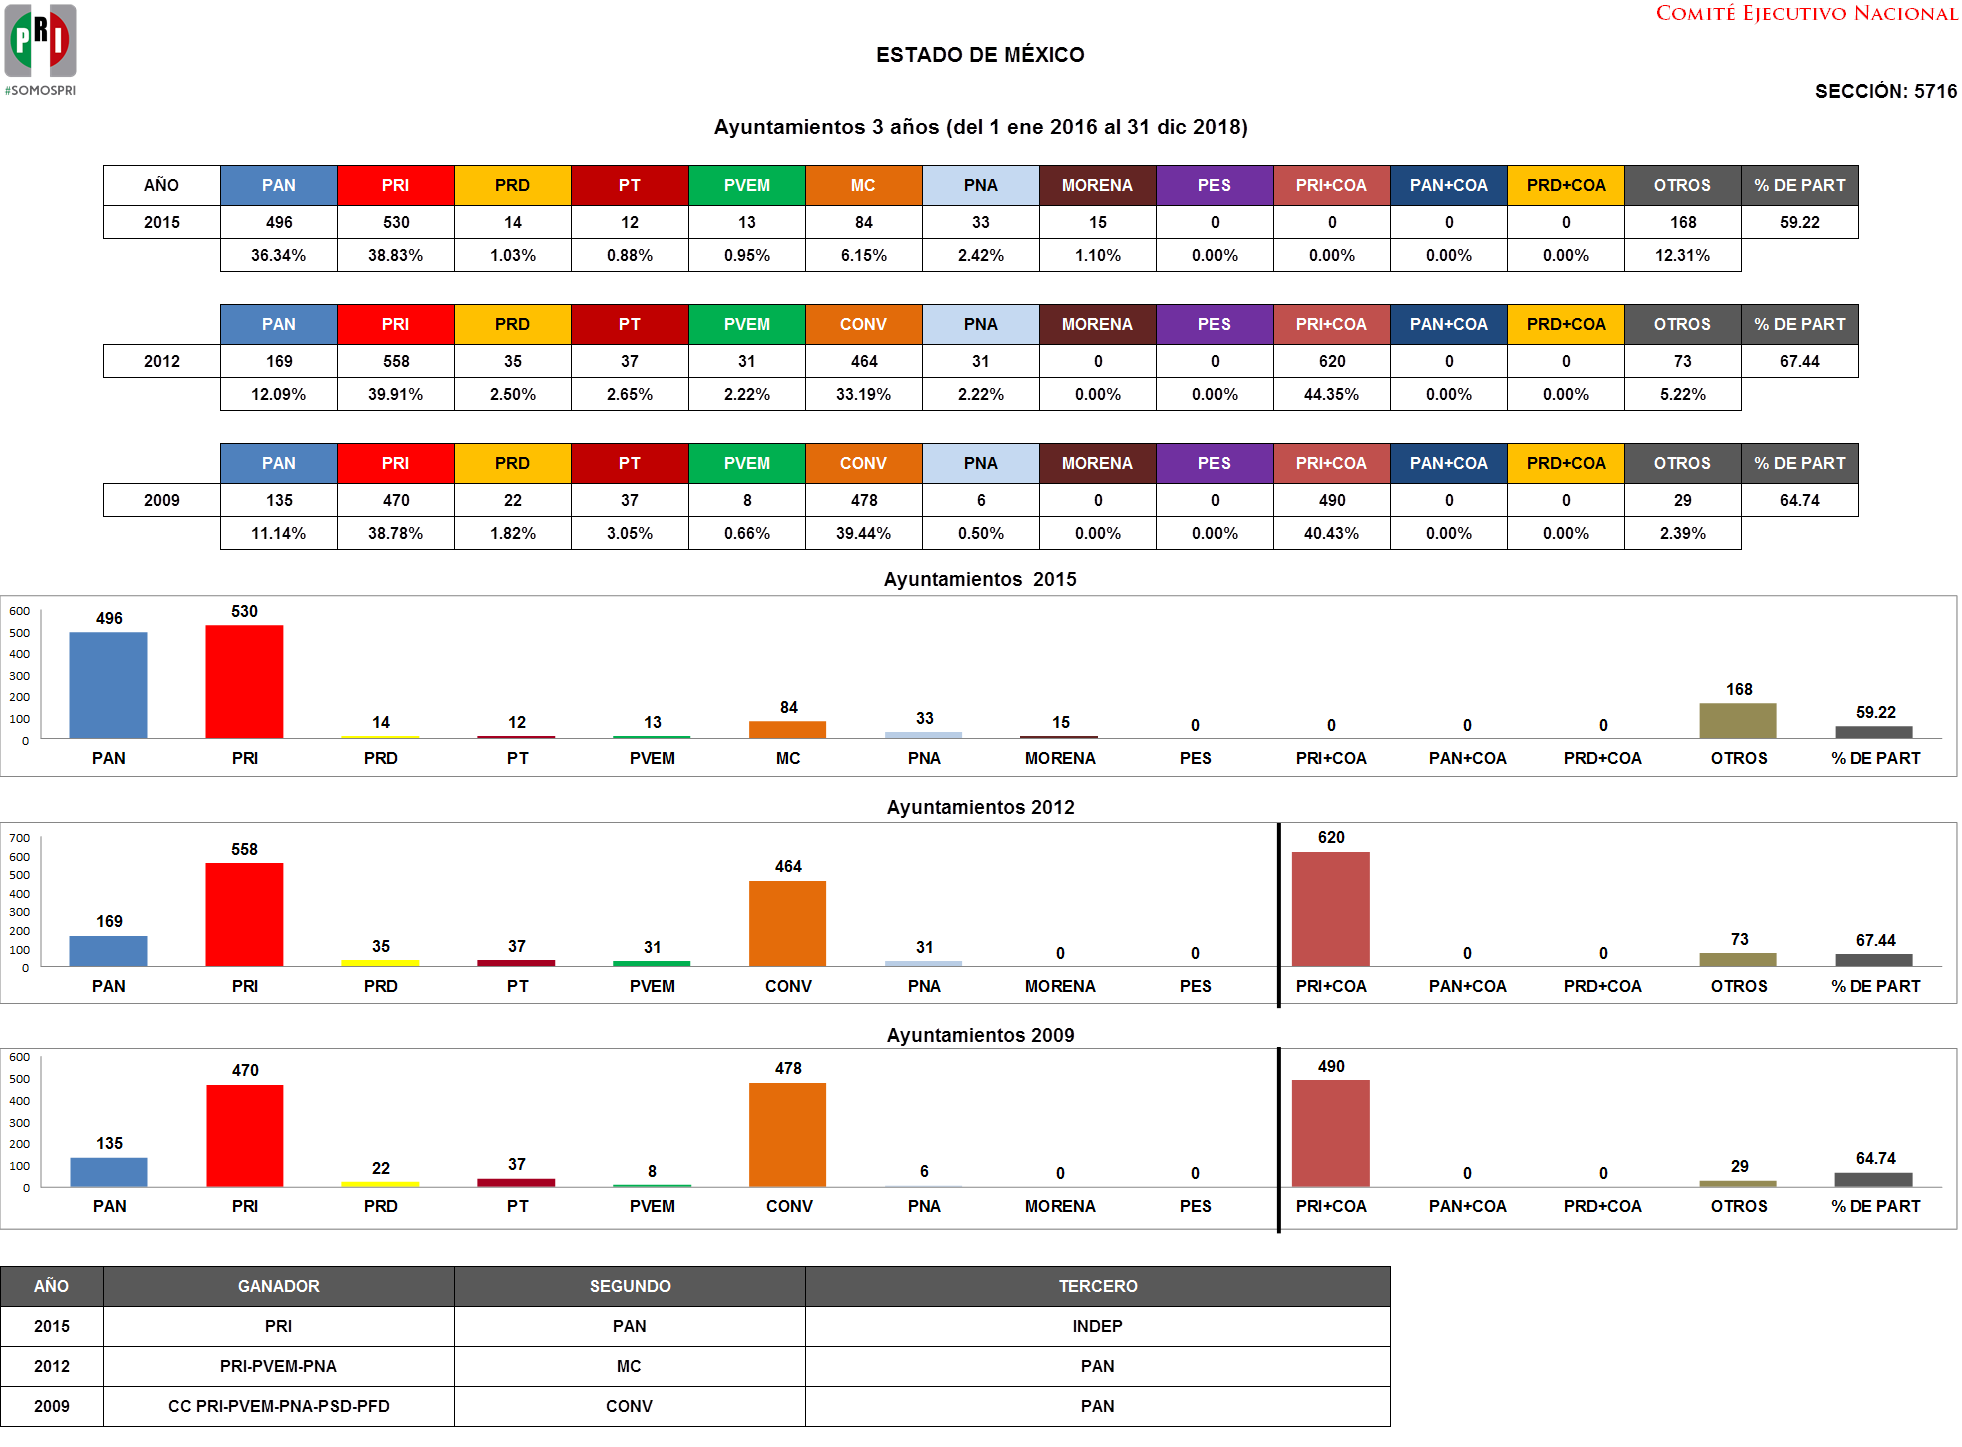 PRI
#SOMOSPRI
COMITÉ EJECUTIVO NACIONAL
ESTADO DE MÉXICO
SECCIÓN: 5716
Ayuntamientos 3 años (del 1 ene 2016 al 31 dic 2018)
AÑO PAN PRI PRD PT PVEM MC PNA MORENA PES PRI+COA PAN+COA PRD+COA OTROS % DE PART
2015 496 530 14 12 13 84 33 15 0 0 0 0 168 59.22
36.34% 38.83% 1.03% 0.88% 0.95% 6.15% 2.42% 1.10% 0.00% 0.00% 0.00% 0.00% 12.31%
PAN PRI PRD PT PVEM CONV PNA MORENA PES PRI+COA PAN+COA PRD+COA OTROS % DE PART
2012 169 558 35 37 31 464 31 0 0 620 0 0 73 67.44
12.09% 39.91% 2.50% 2.65% 2.22% 33.19% 2.22% 0.00% 0.00% 44.35% 0.00% 0.00% 5.22%
PAN PRI PRD PT PVEM CONV PNA MORENA PES PRI+COA PAN+COA PRD+COA OTROS % DE PART
2009 135 470 22 37 8 478 6 0 0 490 0 0 29 64.74
11.14% 38.78% 1.82% 3.05% 0.66% 39.44% 0.50% 0.00% 0.00% 40.43% 0.00% 0.00% 2.39%
Ayuntamientos 2015
600
500
400
300
200
100
0
496 530 14 12 13 84 33 15 0 0 0 0 168 59.22
PAN PRI PRD PT PVEM MC PNA MORENA PES PRI+COA PAN+COA PRD+COA OTROS % DE PART
Ayuntamientos 2012
700
600
500
400
300
200
100
0
169 558 35 37 31 464 31 0 0 620 0 0 73 67.44
PAN PRI PRD PT PVEM CONV PNA MORENA PES PRI+COA PAN+COA PRD+COA OTROS % DE PART
Ayuntamientos 2009
600
500
400
300
200
100
0
135 470 22 37 8 478 6 0 0 490 0 0 29 64.74
PAN PRI PRD PT PVEM CONV PNA MORENA PES PRI+COA PAN+COA PRD+COA OTROS % DE PART
AÑO GANADOR SEGUNDO TERCERO
2015 PRI PAN INDEP
2012 PRI-PVEM-PNA MC PAN
2009 CC PRI-PVEM-PNA-PSD-PFD CONV PAN